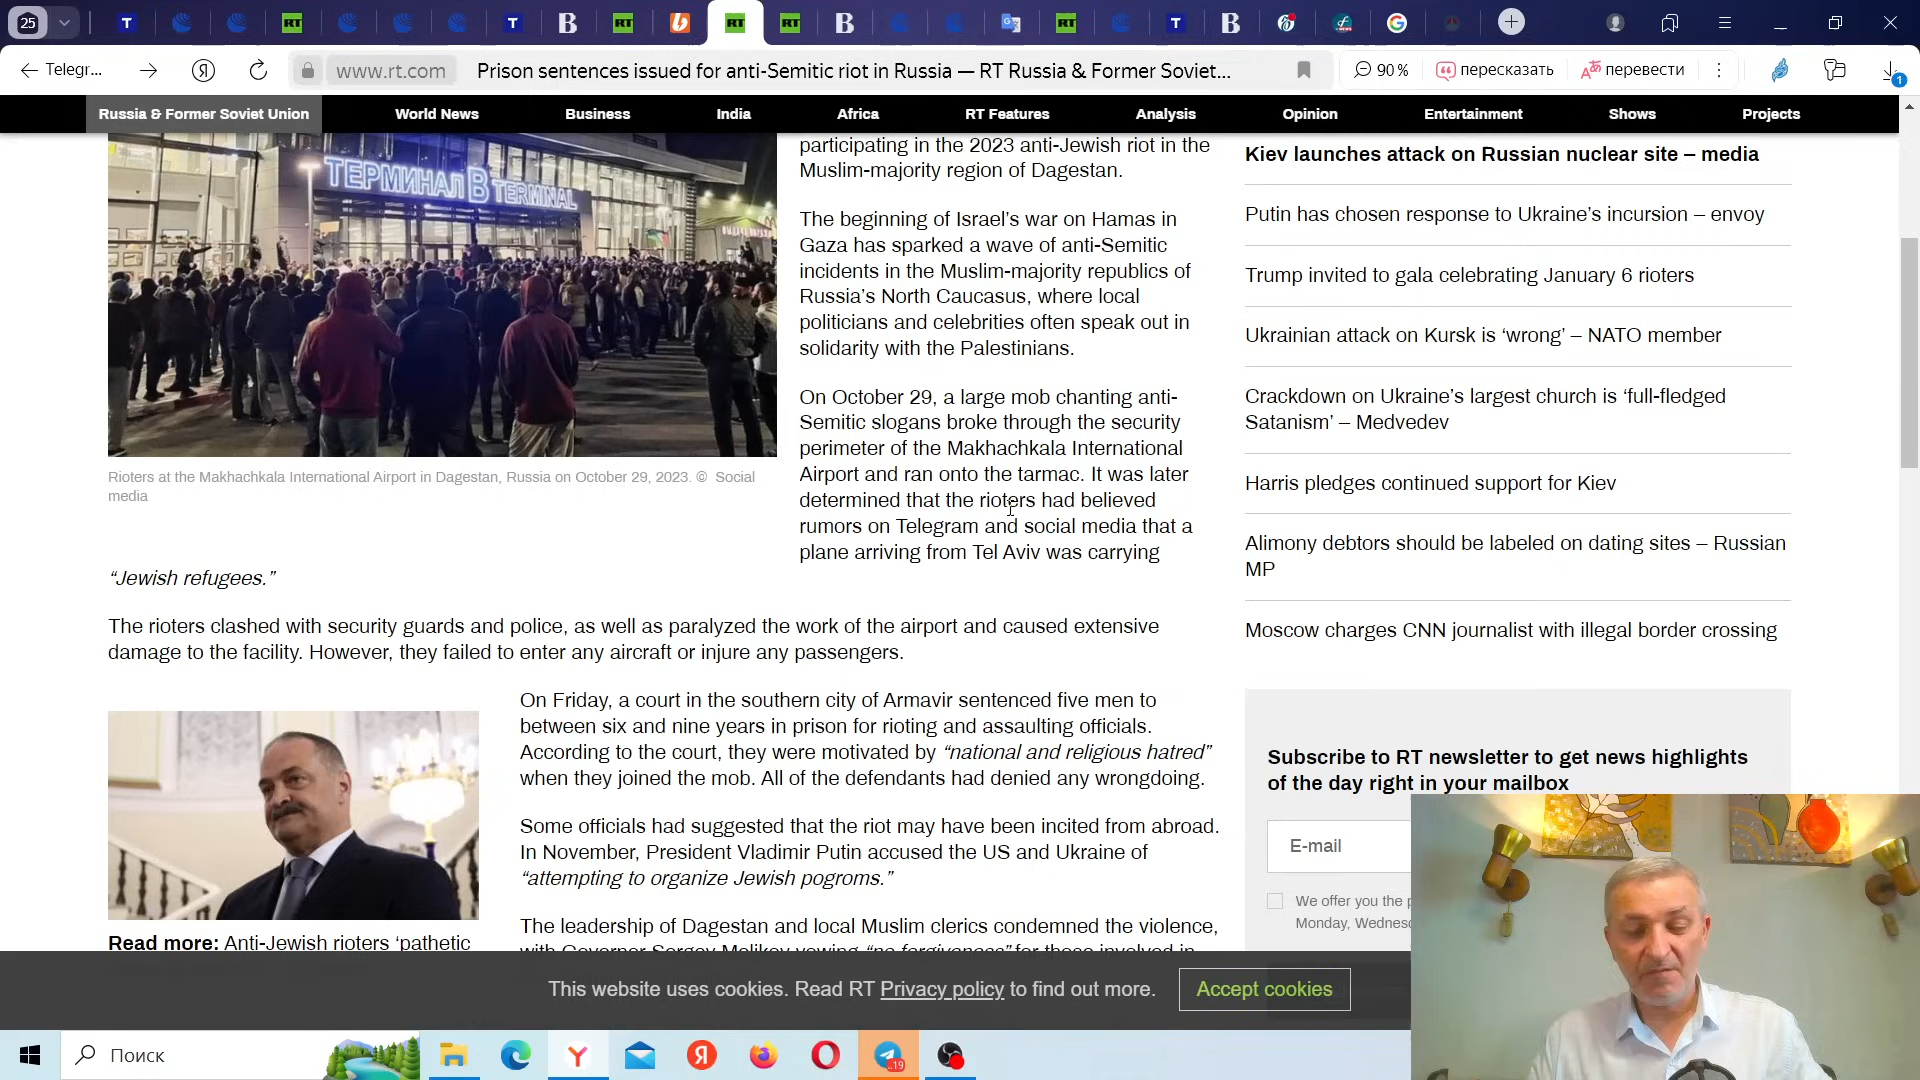 25
Telegr...
www.rt.com
Prison sentences issued for anti-Semitic riot in Russia — RT Russia & Former Soviet...
90 %
пересказать
перевести
1
Russia & Former Soviet Union
World News
Business
India
Africa
RT Features
Analysis
Opinion
Entertainment
Shows
Projects
ТЕРМИНАЛ B TERMINAL
participating in the 2023 anti-Jewish riot in the
Muslim-majority region of Dagestan.
The beginning of Israel’s war on Hamas in
Gaza has sparked a wave of anti-Semitic
incidents in the Muslim-majority republics of
Russia’s North Caucasus, where local
politicians and celebrities often speak out in
solidarity with the Palestinians.
On October 29, a large mob chanting anti-
Semitic slogans broke through the security
perimeter of the Makhachkala International
Airport and ran onto the tarmac. It was later
determined that the rioters had believed
rumors on Telegram and social media that a
plane arriving from Tel Aviv was carrying
Rioters at the Makhachkala International Airport in Dagestan, Russia on October 29, 2023. © Social
media
“Jewish refugees.”
The rioters clashed with security guards and police, as well as paralyzed the work of the airport and caused extensive
damage to the facility. However, they failed to enter any aircraft or injure any passengers.
On Friday, a court in the southern city of Armavir sentenced five men to
between six and nine years in prison for rioting and assaulting officials.
According to the court, they were motivated by “national and religious hatred”
when they joined the mob. All of the defendants had denied any wrongdoing.
Some officials had suggested that the riot may have been incited from abroad.
In November, President Vladimir Putin accused the US and Ukraine of
“attempting to organize Jewish pogroms.”
The leadership of Dagestan and local Muslim clerics condemned the violence,
with Governor Sergey Melikov vowing “no forgiveness” for those involved in
Read more: Anti-Jewish rioters ‘pathetic
Kiev launches attack on Russian nuclear site – media
Putin has chosen response to Ukraine’s incursion – envoy
Trump invited to gala celebrating January 6 rioters
Ukrainian attack on Kursk is ‘wrong’ – NATO member
Crackdown on Ukraine’s largest church is ‘full-fledged
Satanism’ – Medvedev
Harris pledges continued support for Kiev
Alimony debtors should be labeled on dating sites – Russian
MP
Moscow charges CNN journalist with illegal border crossing
Subscribe to RT newsletter to get news highlights
of the day right in your mailbox
E-mail
We offer you the
Monday,
This website uses cookies. Read RT Privacy policy to find out more.
Accept cookies
Поиск